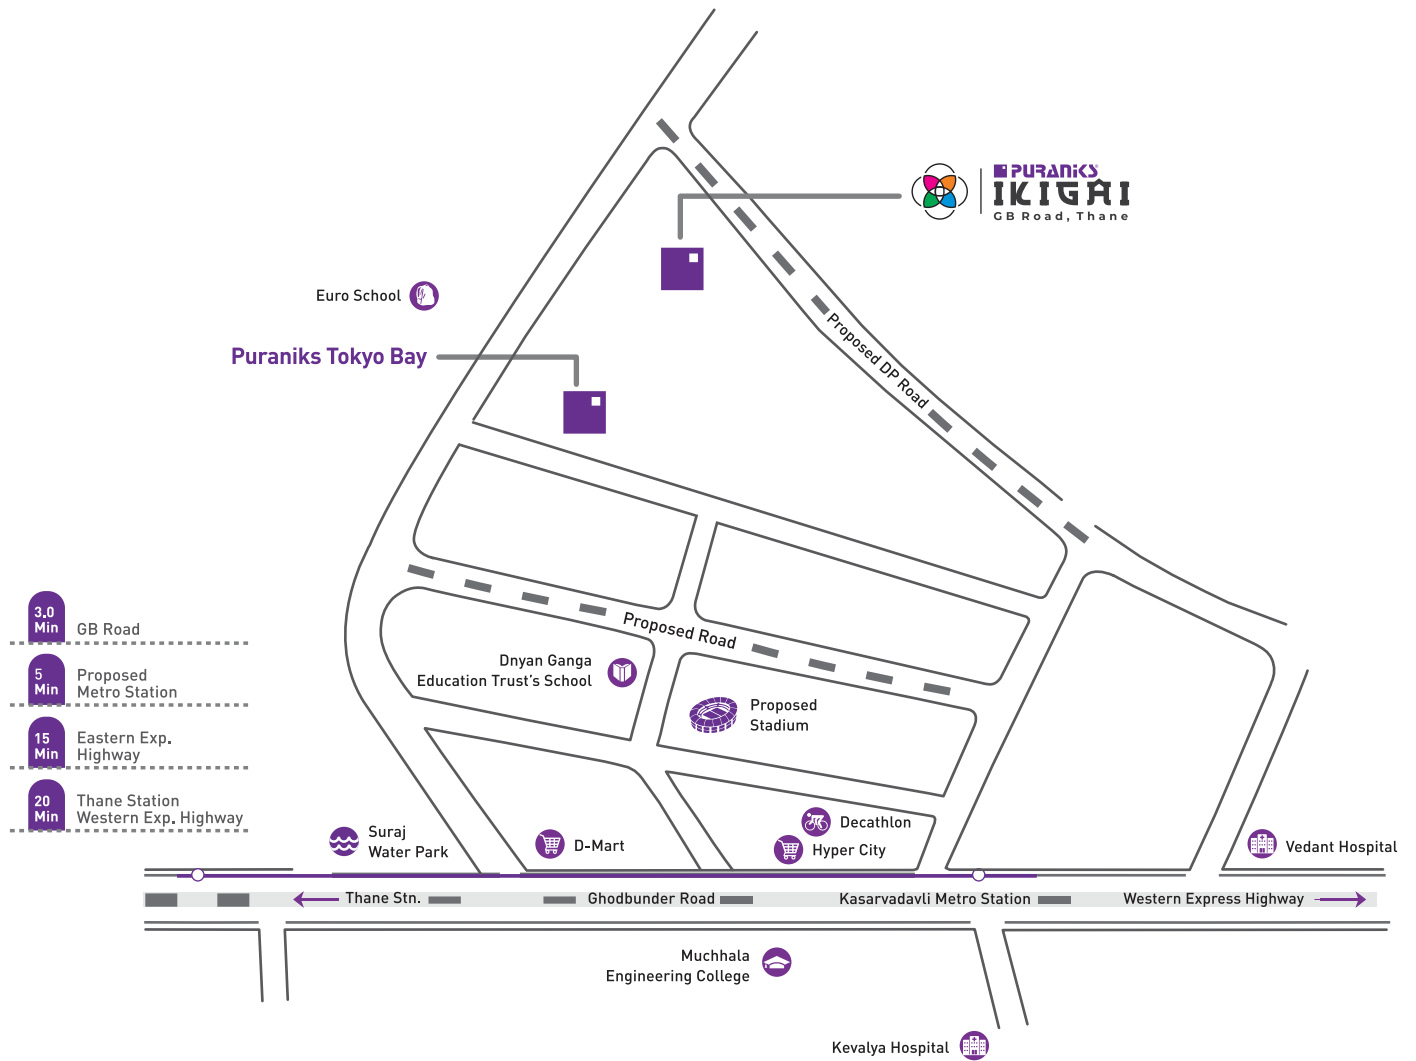 PURANIKS
IKIGAI
GB Road, Thane
Euro School
Puraniks Tokyo Bay
Proposed DP Road
Proposed Road
3.0
Min
GB Road
5
Min
Proposed
Metro Station
15
Min
Eastern Exp.
Highway
20
Min
Thane Station
Western Exp. Highway
Dnyan Ganga
Education Trust's School
Proposed
Stadium
Suraj
Water Park
D-Mart
Decathlon
Hyper City
Vedant Hospital
Thane Stn.
Ghodbunder Road
Kasarvadavli Metro Station
Western Express Highway
Muchhala
Engineering College
Kevalya Hospital